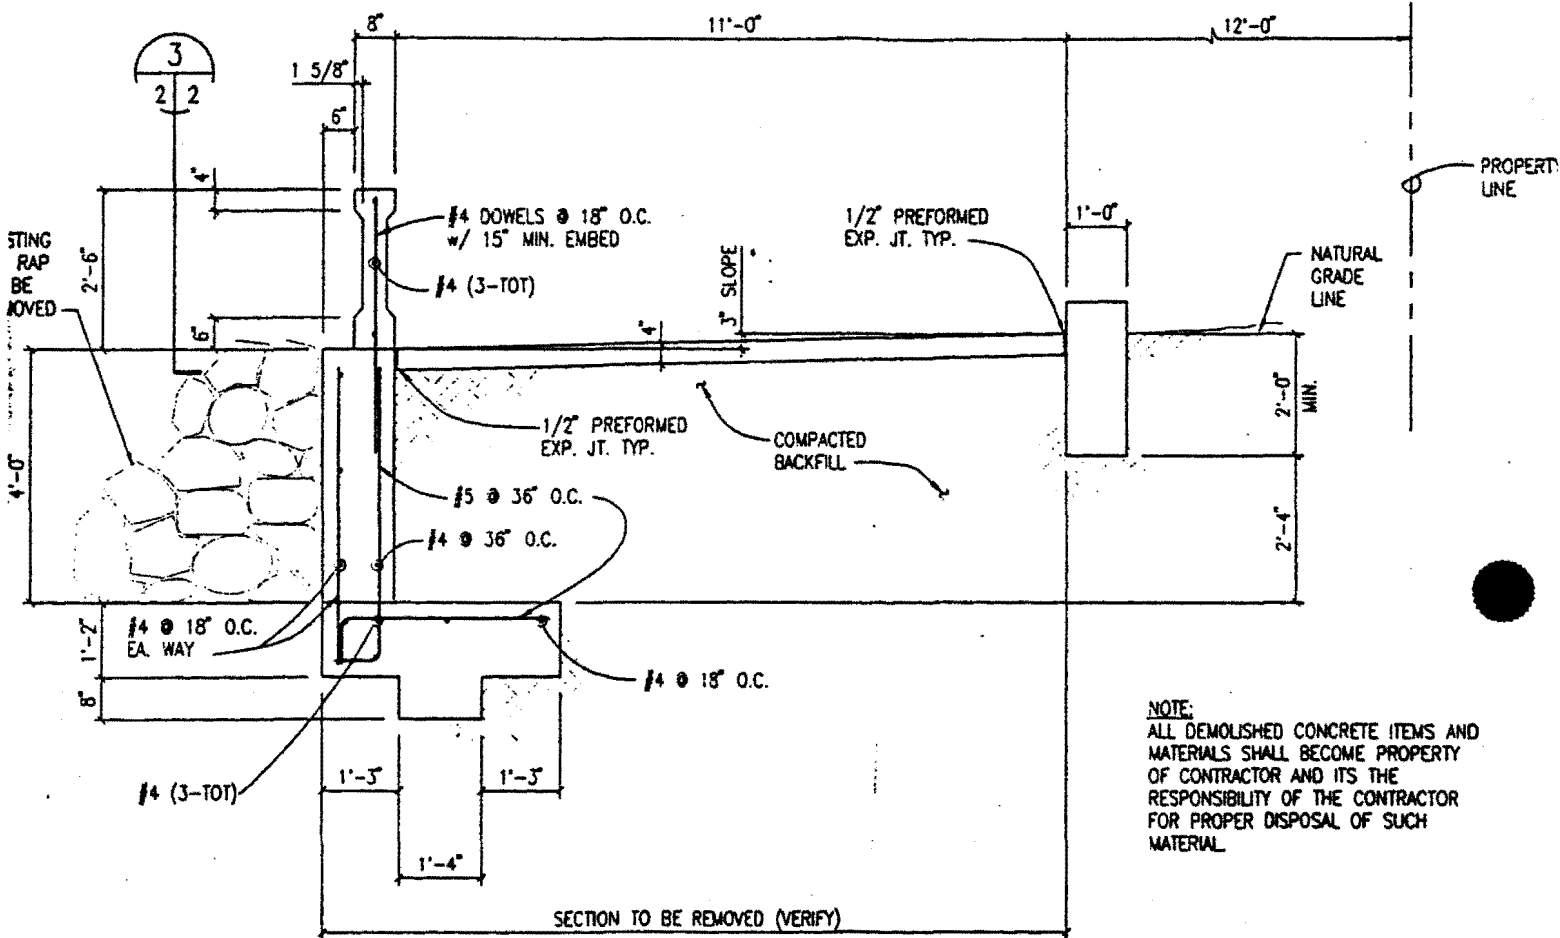 8"
11'-0"
12'-0"
3
2 2
1 5/8"
6"
4"
2'-6"
6"
PROPERTY
LINE
#4 DOWELS @ 18" O.C.
w/ 15" MIN. EMBED
#4 (3-TOT)
1/2" PREFORMED
EXP. JT. TYP.
1'-0"
NATURAL
GRADE
LINE
STING
RAP
BE
MOVED
3" SLOPE
4"
1/2" PREFORMED
EXP. JT. TYP.
COMPACTED
BACKFILL
2'-0"
MIN.
4'-0"
#5 @ 36" O.C.
#4 @ 36" O.C.
2'-4"
#4 @ 18" O.C.
EA. WAY
1'-2"
8"
#4 @ 18" O.C.
#4 (3-TOT)
1'-3"
1'-3"
1'-4"
NOTE:
ALL DEMOLISHED CONCRETE ITEMS AND
MATERIALS SHALL BECOME PROPERTY
OF CONTRACTOR AND ITS THE
RESPONSIBILITY OF THE CONTRACTOR
FOR PROPER DISPOSAL OF SUCH
MATERIAL
SECTION TO BE REMOVED (VERIFY)